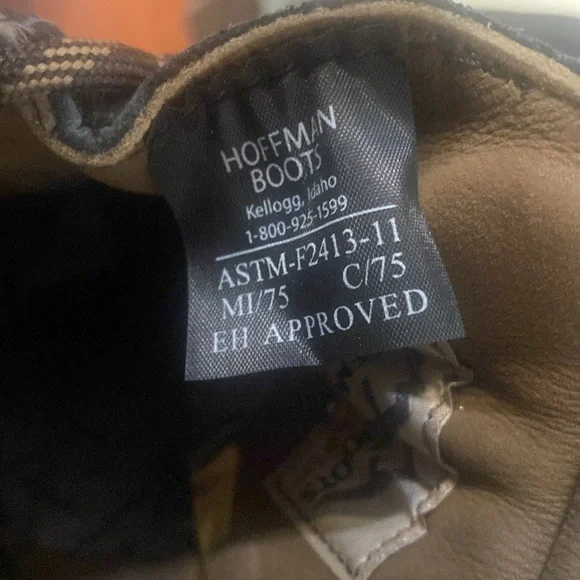 HOFFMAN
BOOTS
Kellogg, Idaho
1-800-925-1599
ASTM-F2413-11
MI/75 C/75
EH APPROVED